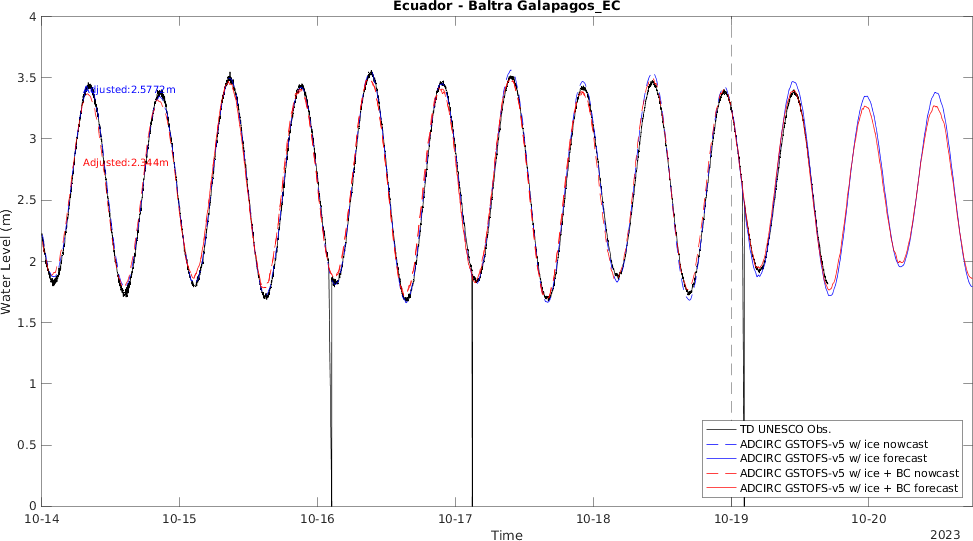 Ecuador - Baltra Galapagos_EC
4
3.5
3
2.5
2
1.5
1
0.5
0
Water Level (m)
Adjusted:2.5772m
Adjusted:2.344m
TD UNESCO Obs.
ADCIRC GSTOFS-v5 w/ ice nowcast
ADCIRC GSTOFS-v5 w/ ice forecast
ADCIRC GSTOFS-v5 w/ ice + BC nowcast
ADCIRC GSTOFS-v5 w/ ice + BC forecast
10-14 10-15 10-16 10-17 10-18 10-19 10-20
Time
2023